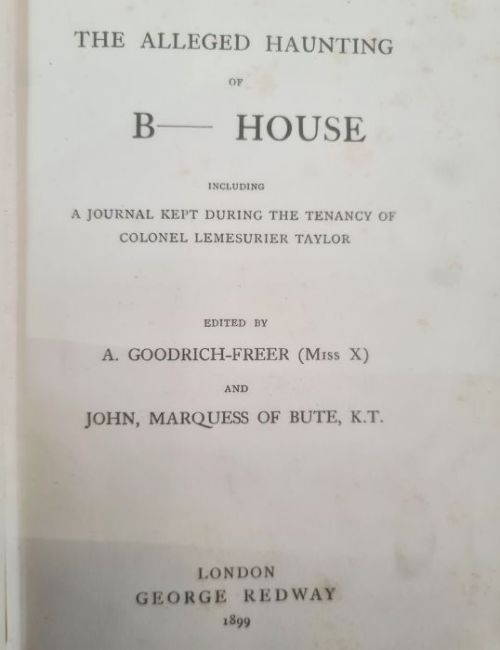 THE ALLEGED HAUNTING
OF
B—— HOUSE
INCLUDING
A JOURNAL KEPT DURING THE TENANCY OF
COLONEL LEMESURIER TAYLOR
EDITED BY
A. GOODRICH-FREER (MISS X)
AND
JOHN, MARQUESS OF BUTE, K.T.
LONDON
GEORGE REDWAY
1899